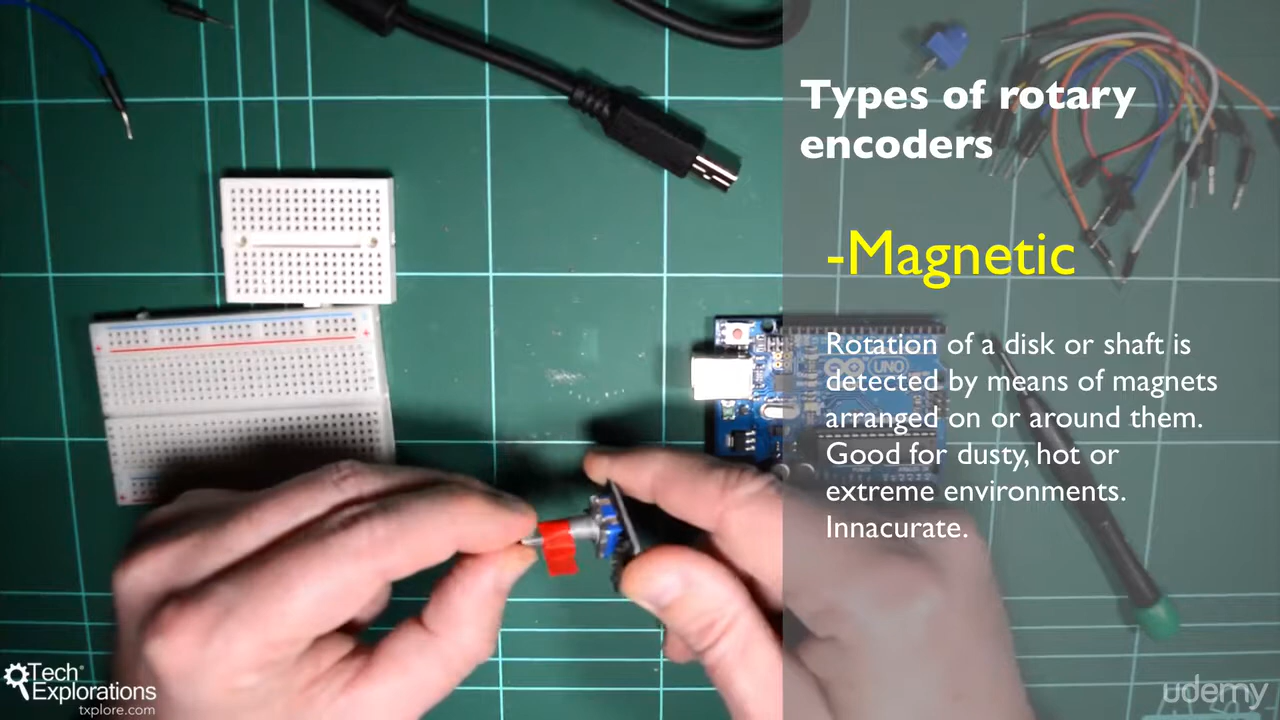 Types of rotary
encoders
-Magnetic
UNO
Rotation of a disk or shaft is
detected by means of magnets
arranged on or around them.
Good for dusty, hot or
extreme environments.
Innacurate.
Tech
Explorations
txplore.com
udemy